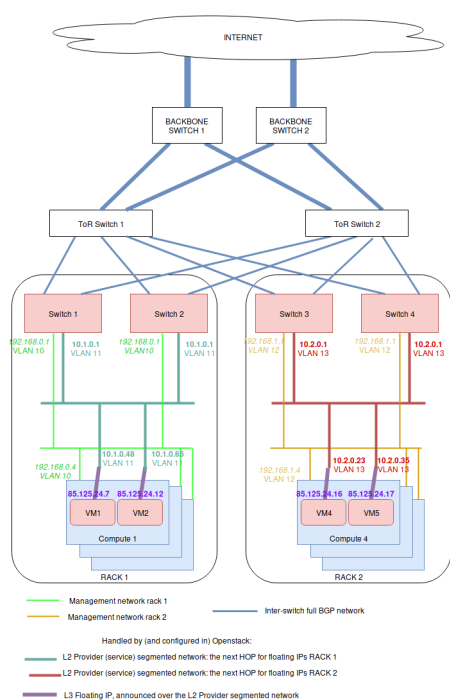 INTERNET
BACKBONE
SWITCH 1
BACKBONE
SWITCH 2
ToR Switch 1
ToR Switch 2
Switch 1
Switch 2
Switch 3
Switch 4
192.168.0.1
VLAN 10
10.1.0.1
VLAN 11
192.168.0.1
VLAN10
10.1.0.1
VLAN 11
192.168.1.1
VLAN 12
10.2.0.1
VLAN 13
192.168.1.1
VLAN 12
10.2.0.1
VLAN 13
10.1.0.48
VLAN 11
10.1.0.65
VLAN 11
192.168.0.4
VLAN 10
10.2.0.23
VLAN 13
10.2.0.35
VLAN 13
192.168.1.4
VLAN 12
85.125.24.7
85.125.24.12
85.125.24.16
85.125.24.17
VM1
VM2
VM4
VM5
Compute 1
Compute 4
RACK 1
RACK 2
Management network rack 1
Management network rack 2
Inter-switch full BGP network
Handled by (and configured in) Openstack:
L2 Provider (service) segmented network: the next HOP for floating IPs RACK 1
L2 Provider (service) segmented network: the next HOP for floating IPs RACK 2
L3 Floating IP, announced over the L2 Provider segmented network